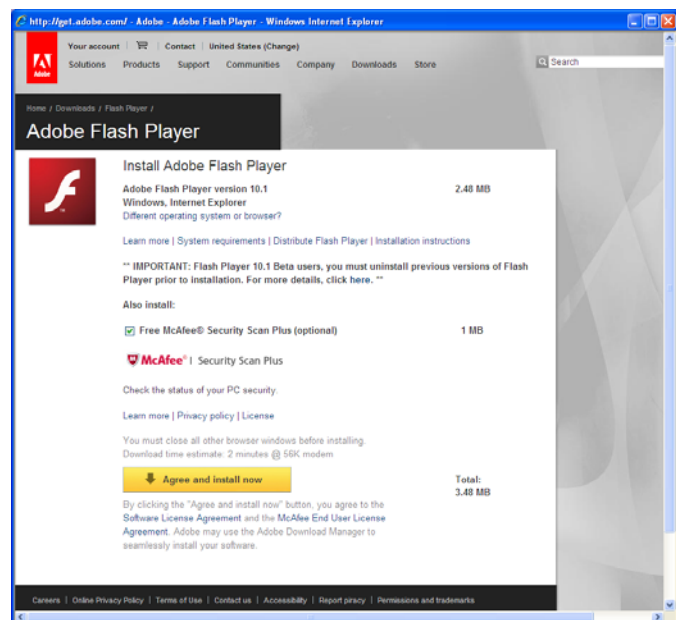 http://get.adobe.com/ - Adobe - Adobe Flash Player - Windows Internet Explorer
Your account | Contact | United States (Change)
Solutions Products Support Communities Company Downloads Store
Search
Adobe
Home / Downloads / Flash Player /
Adobe Flash Player
Install Adobe Flash Player
Adobe Flash Player version 10.1 2.48 MB
Windows, Internet Explorer
Different operating system or browser?
Learn more | System requirements | Distribute Flash Player | Installation instructions
** IMPORTANT: Flash Player 10.1 Beta users, you must uninstall previous versions of Flash
Player prior to installation. For more details, click here. **
Also install:
Free McAfee® Security Scan Plus (optional) 1 MB
McAfee® | Security Scan Plus
Check the status of your PC security.
Learn more | Privacy policy | License
You must close all other browser windows before installing.
Download time estimate: 2 minutes @ 56K modem
Agree and install now Total:
3.48 MB
By clicking the "Agree and install now" button, you agree to the
Software License Agreement and the McAfee End User License
Agreement. Adobe may use the Adobe Download Manager to
seamlessly install your software.
Careers | Online Privacy Policy | Terms of Use | Contact us | Accessibility | Report piracy | Permissions and trademarks